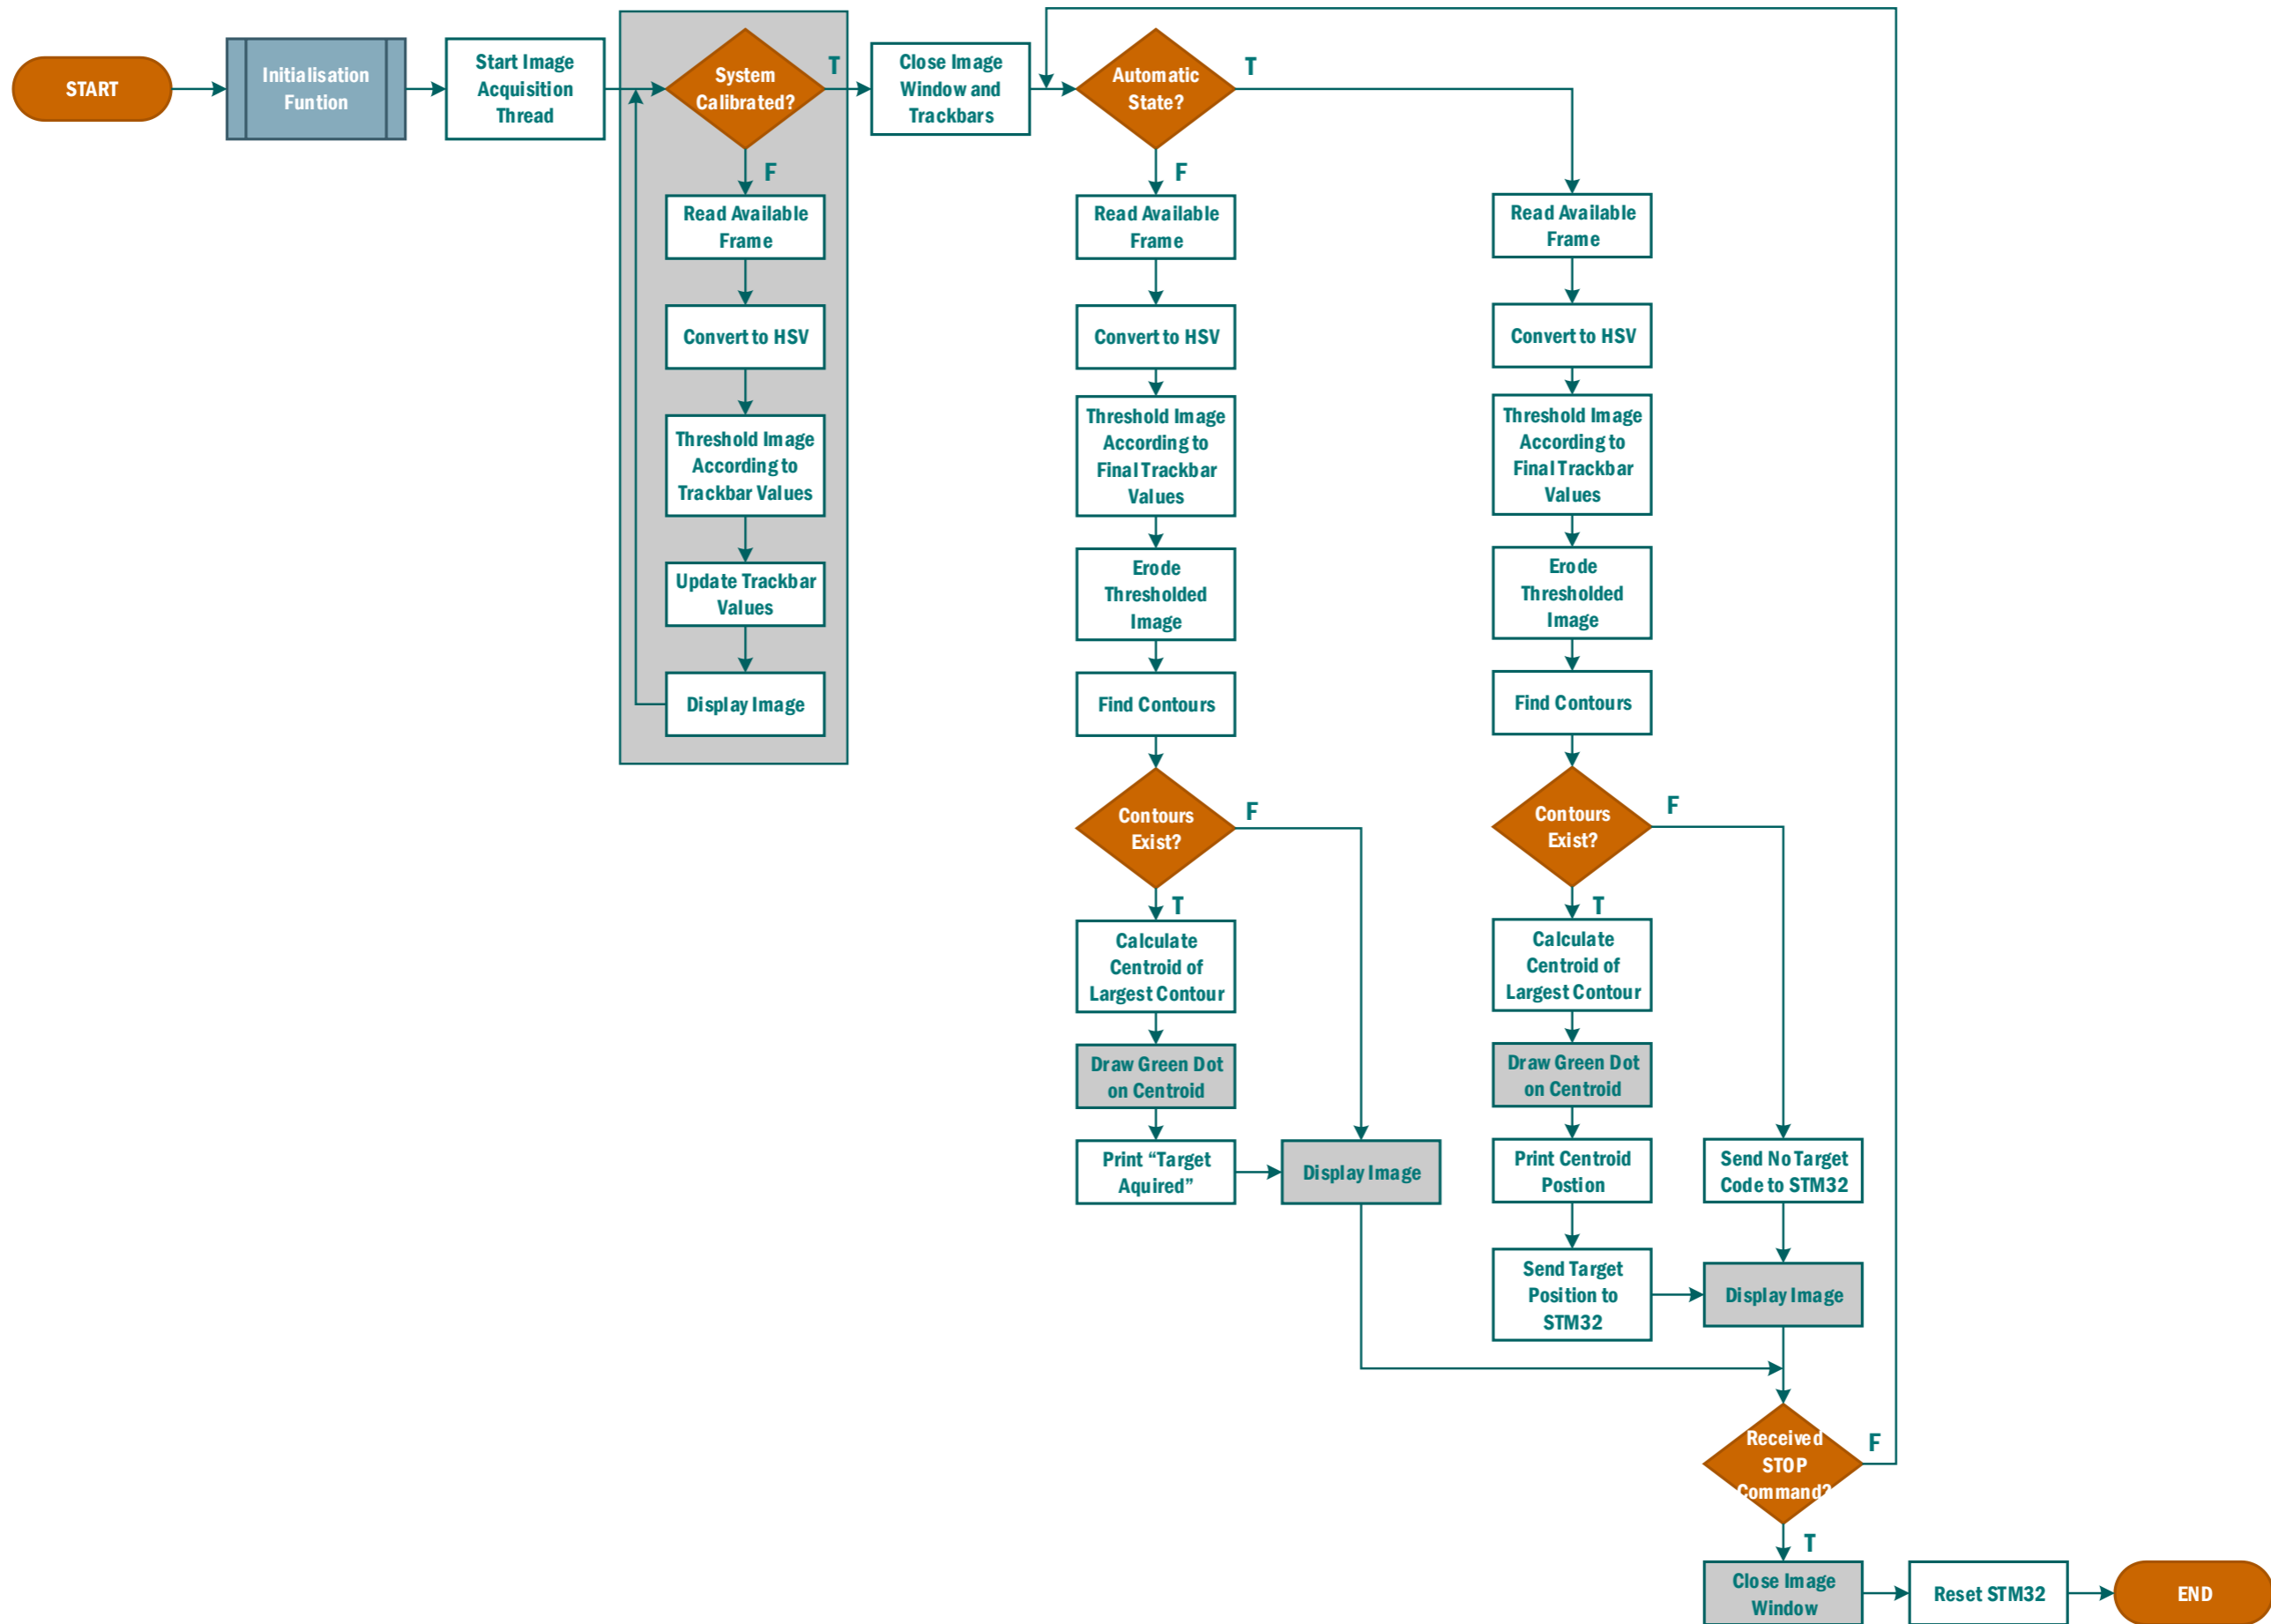 START
Initialisation
Funtion
Start Image
Acquisition
Thread
System
Calibrated?
T
F
Read Available
Frame
Convert to HSV
Threshold Image
According to
Trackbar Values
Update Trackbar
Values
Display Image
Close Image
Window and
Trackbars
Automatic
State?
T
F
Read Available
Frame
Convert to HSV
Threshold Image
According to
Final Trackbar
Values
Erode
Thresholded
Image
Find Contours
Contours
Exist?
F
T
Calculate
Centroid of
Largest Contour
Draw Green Dot
on Centroid
Print “Target
Aquired”
Display Image
Read Available
Frame
Convert to HSV
Threshold Image
According to
Final Trackbar
Values
Erode
Thresholded
Image
Find Contours
Contours
Exist?
F
T
Calculate
Centroid of
Largest Contour
Draw Green Dot
on Centroid
Print Centroid
Postion
Send Target
Position to
STM32
Send No Target
Code to STM32
Display Image
Received
STOP
Command?
F
T
Close Image
Window
Reset STM32
END